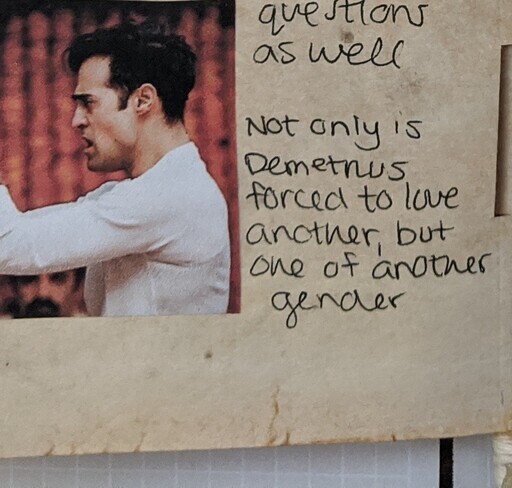 questions
as well
Not only is
Demetrius
forced to love
another, but
one of another
gender